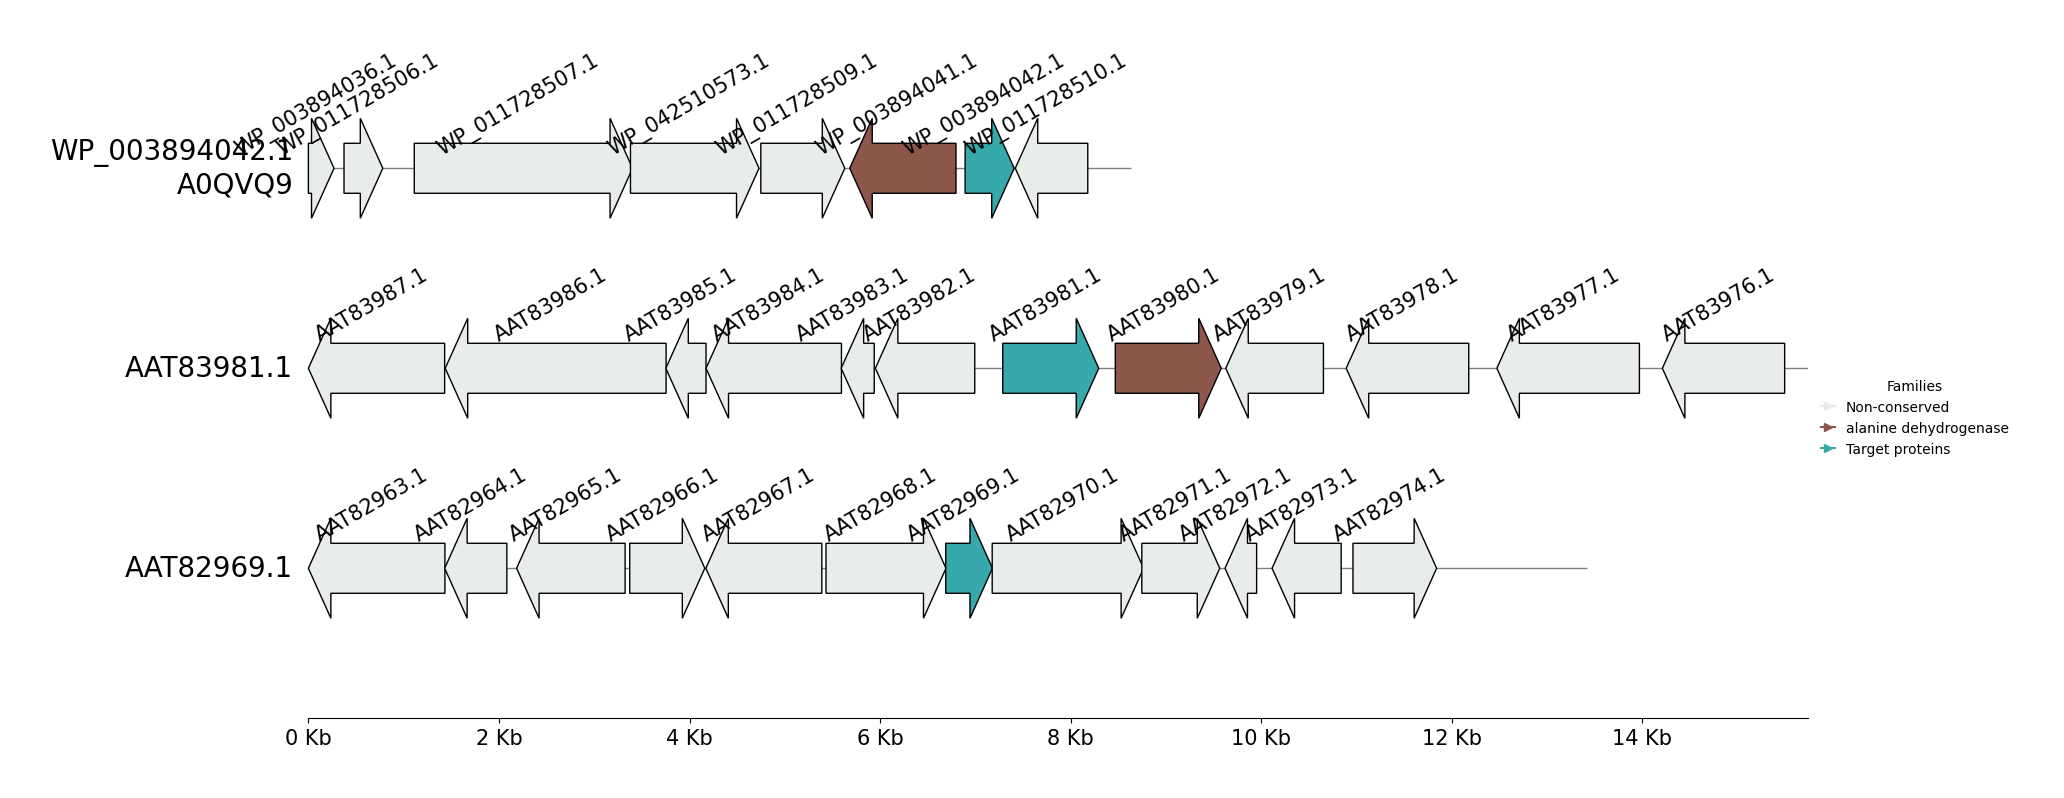 WP_003894036.1
WP_011728506.1
WP_011728507.1
WP_042510573.1
WP_011728509.1
WP_003894041.1
WP_003894042.1
WP_011728510.1
WP_003894042.1
A0QVQ9
AAT83987.1
AAT83986.1
AAT83985.1
AAT83984.1
AAT83983.1
AAT83982.1
AAT83981.1
AAT83980.1
AAT83979.1
AAT83978.1
AAT83977.1
AAT83976.1
AAT83981.1
Families
Non-conserved
alanine dehydrogenase
Target proteins
AAT82963.1
AAT82964.1
AAT82965.1
AAT82966.1
AAT82967.1
AAT82968.1
AAT82969.1
AAT82970.1
AAT82971.1
AAT82972.1
AAT82973.1
AAT82974.1
AAT82969.1
0 Kb
2 Kb
4 Kb
6 Kb
8 Kb
10 Kb
12 Kb
14 Kb